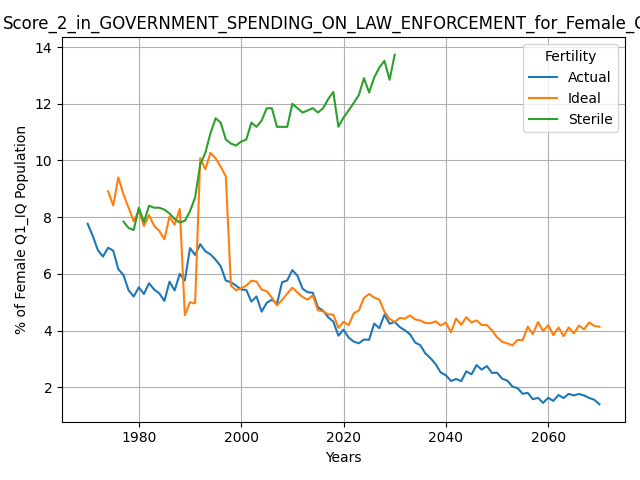 Score_2_in_GOVERNMENT_SPENDING_ON_LAW_ENFORCEMENT_for_Female_
14
12
10
8
6
4
2
% of Female Q1_IQ Population
Fertility
Actual
Ideal
Sterile
1980
2000
2020
2040
2060
Years